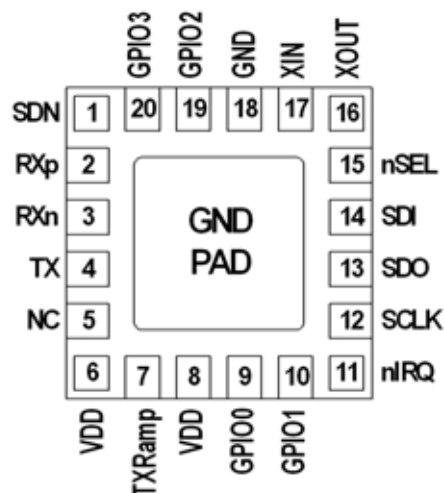 GPIO3
GPIO2
GND
XIN
XOUT
SDN 1 20 19 18 17 16
RXp 2 15 nSEL
RXn 3 GND 14 SDI
TX 4 PAD 13 SDO
NC 5 12 SCLK
6 7 8 9 10 11 nIRQ
VDD
TXRamp
VDD
GPIO0
GPIO1